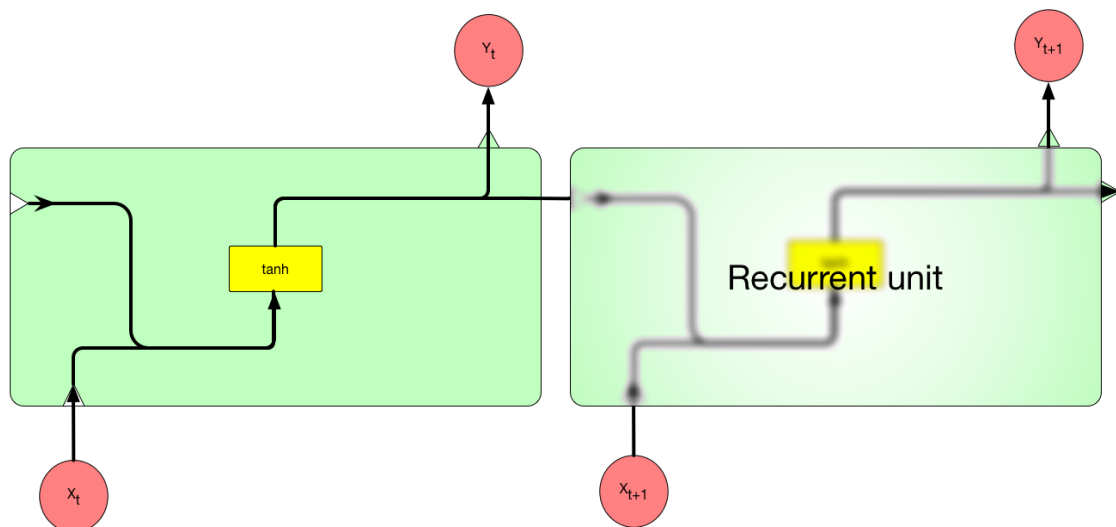 Yt
Yt+1
tanh
Recurrent unit
Xt
Xt+1